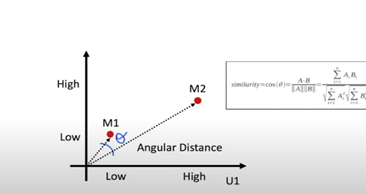 High
M2
M1
θ
Low
Angular Distance
Low
High
U1
similarity=cos(θ)= A·B / ‖A‖‖B‖ =